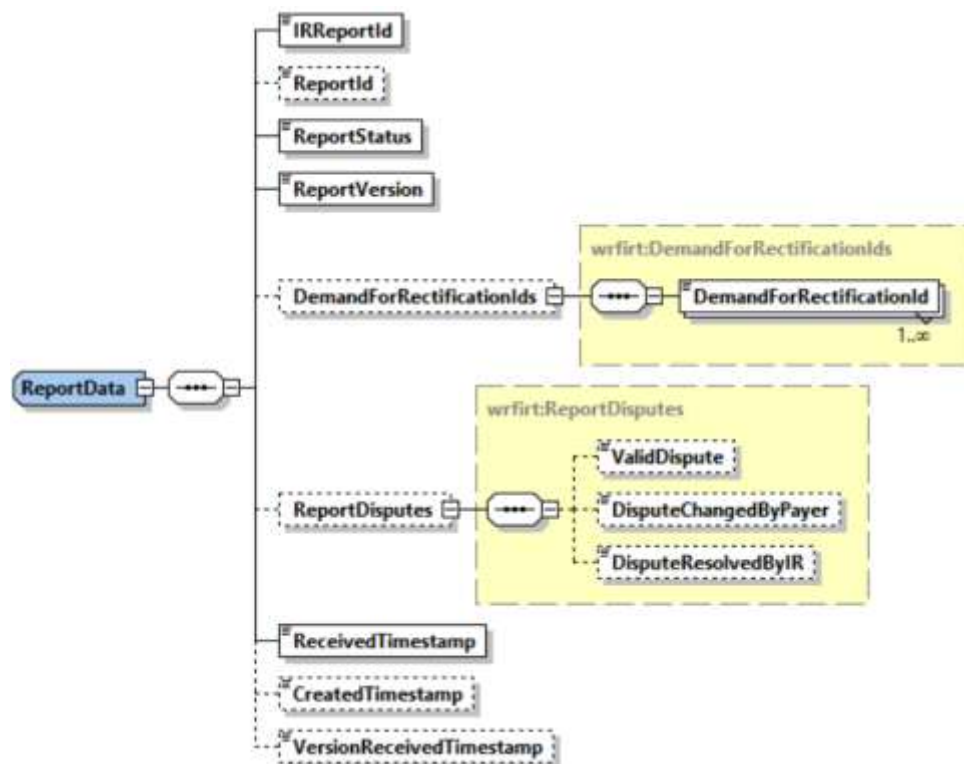 IRReportId
ReportId
ReportStatus
ReportVersion
wrfirt:DemandForRectificationIds
DemandForRectificationIds
DemandForRectificationId
1..∞
ReportData
wrfirt:ReportDisputes
ValidDispute
ReportDisputes
DisputeChangedByPayer
DisputeResolvedByIR
ReceivedTimestamp
CreatedTimestamp
VersionReceivedTimestamp